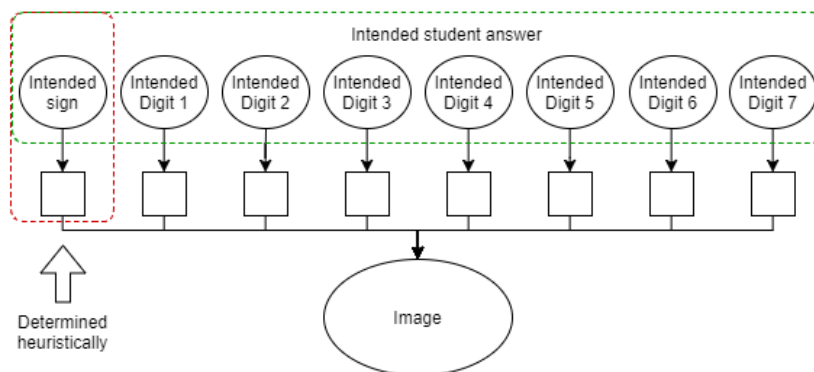 Intended student answer
Intended sign
Intended Digit 1
Intended Digit 2
Intended Digit 3
Intended Digit 4
Intended Digit 5
Intended Digit 6
Intended Digit 7
Image
Determined
heuristically